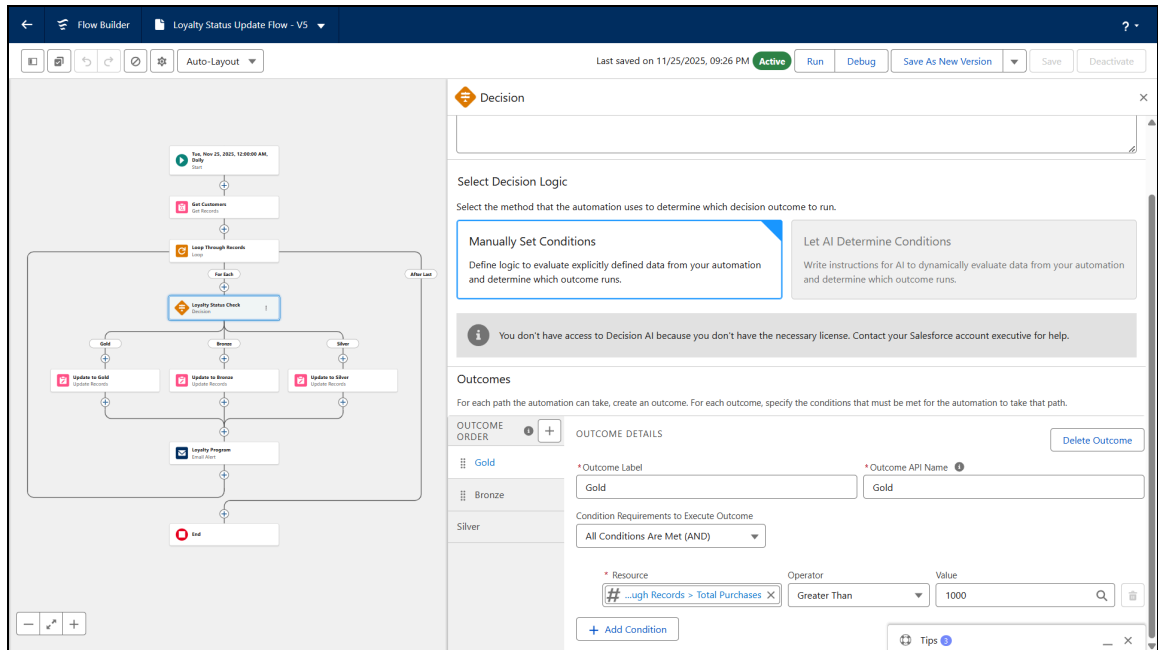 Flow Builder
Loyalty Status Update Flow - V5
?
Auto-Layout
Last saved on 11/25/2025, 09:26 PM
Active
Run
Debug
Save As New Version
Save
Deactivate
Tue, Nov 25, 2025, 12:00:00 AM,
Daily
Start
Get Customers
Get Records
Loop Through Records
Loop
For Each
After Last
Loyalty Status Check
Decision
Gold
Bronze
Silver
Update to Gold
Update Records
Update to Bronze
Update Records
Update to Silver
Update Records
Loyalty Program
Email Alert
End
Decision
Select Decision Logic
Select the method that the automation uses to determine which decision outcome to run.
Manually Set Conditions
Define logic to evaluate explicitly defined data from your automation
and determine which outcome runs.
Let AI Determine Conditions
Write instructions for AI to dynamically evaluate data from your automation
and determine which outcome runs.
You don't have access to Decision AI because you don't have the necessary license. Contact your Salesforce account executive for help.
Outcomes
For each path the automation can take, create an outcome. For each outcome, specify the conditions that must be met for the automation to take that path.
OUTCOME
ORDER
Gold
Bronze
Silver
OUTCOME DETAILS
Delete Outcome
*Outcome Label
Gold
*Outcome API Name
Gold
Condition Requirements to Execute Outcome
All Conditions Are Met (AND)
* Resource
...ugh Records > Total Purchases
Operator
Greater Than
Value
1000
+ Add Condition
Tips 3